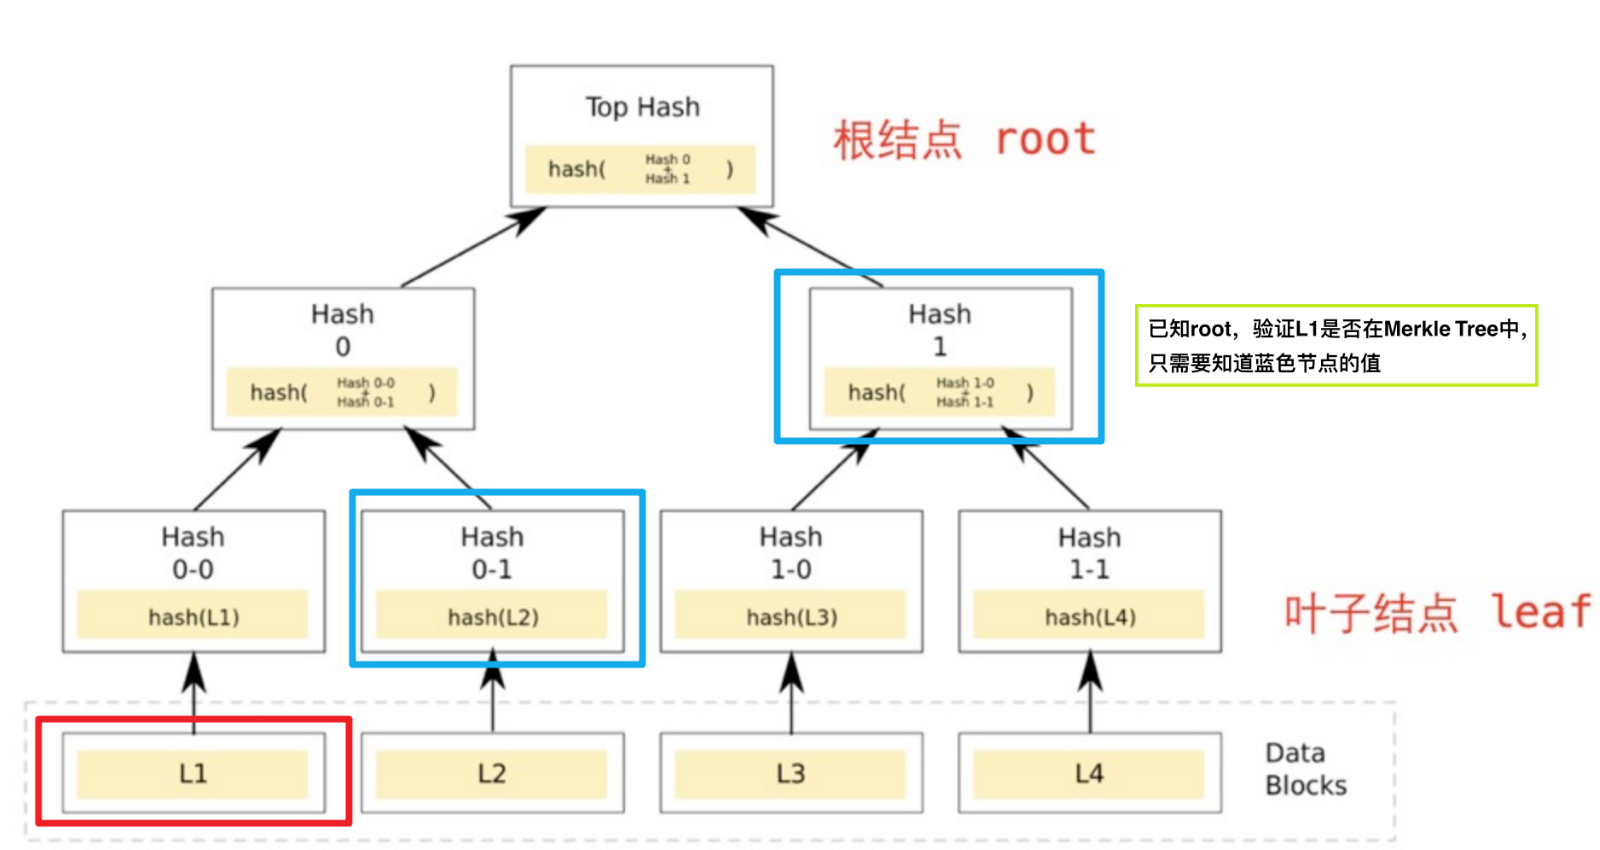 Top Hash
hash( Hash 0 + Hash 1 )
根结点 root
Hash
0
hash( Hash 0-0 + Hash 0-1 )
Hash
1
hash( Hash 1-0 + Hash 1-1 )
已知root，验证L1是否在Merkle Tree中，
只需要知道蓝色节点的值
Hash
0-0
hash(L1)
Hash
0-1
hash(L2)
Hash
1-0
hash(L3)
Hash
1-1
hash(L4)
叶子结点 leaf
L1
L2
L3
L4
Data
Blocks